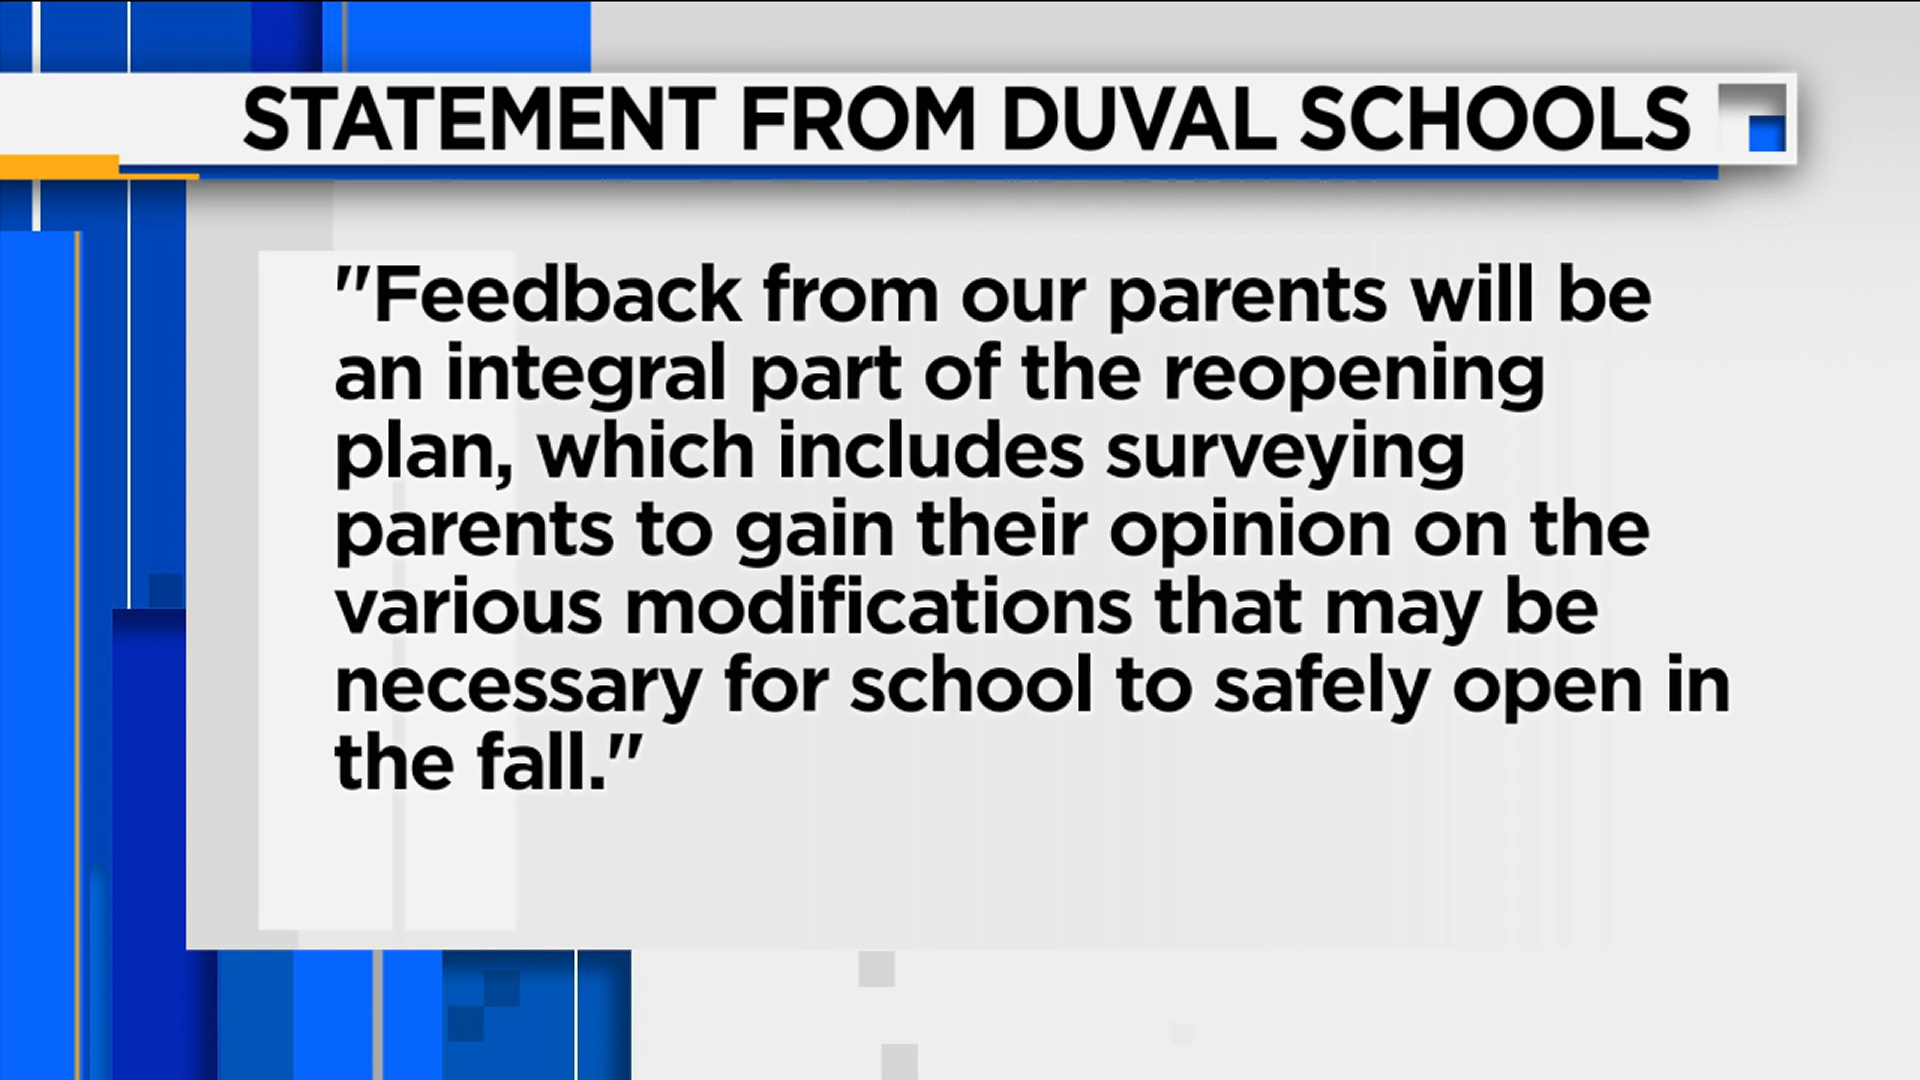 STATEMENT FROM DUVAL SCHOOLS
"Feedback from our parents will be
an integral part of the reopening
plan, which includes surveying
parents to gain their opinion on the
various modifications that may be
necessary for school to safely open in
the fall."